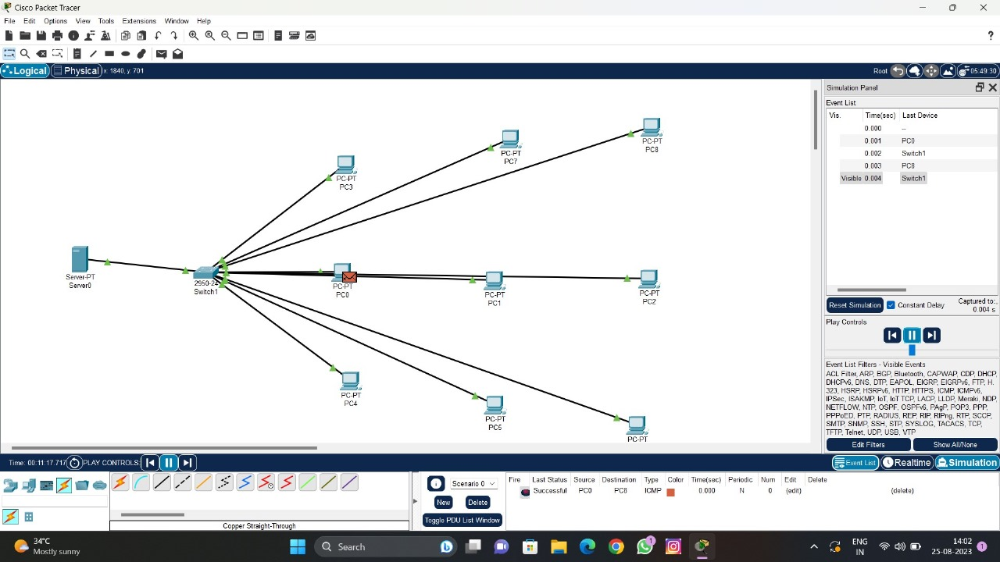 Cisco Packet Tracer
File Edit Options View Tools Extensions Window Help
?
Logical Physical x: 1840, y: 701 Root 05:49:30
Simulation Panel
Event List
Vis. Time(sec) Last Device
0.000 --
0.001 PC0
0.002 Switch1
0.003 PC8
Visible 0.004 Switch1
Reset Simulation Constant Delay Captured to:
0.004 s
Play Controls
Event List Filters - Visible Events
ACL Filter, ARP, BGP, Bluetooth, CAPWAP, CDP, DHCP,
DHCPv6, DNS, DTP, EAPOL, EIGRP, EIGRPv6, FTP, H.
323, HSRP, HSRPv6, HTTP, HTTPS, ICMP, ICMPv6,
IPSec, ISAKMP, IoT, IoT TCP, LACP, LLDP, Meraki, NDP,
NETFLOW, NTP, OSPF, OSPFv6, PAgP, POP3, PPP,
PPPoED, PTP, RADIUS, REP, RIP, RIPng, RTP, SCCP,
SMTP, SNMP, SSH, STP, SYSLOG, TACACS, TCP,
TFTP, Telnet, UDP, USB, VTP
Edit Filters Show All/None
PC-PT
PC8
PC-PT
PC7
PC-PT
PC3
Server-PT
Server0
2950-24
Switch1
PC-PT
PC0
PC-PT
PC1
PC-PT
PC2
PC-PT
PC4
PC-PT
PC5
PC-PT
Time: 00:11:17.717 PLAY CONTROLS: Event List Realtime Simulation
Copper Straight-Through
Scenario 0
New Delete
Toggle PDU List Window
Fire Last Status Source Destination Type Color Time(sec) Periodic Num Edit Delete
Successful PC0 PC8 ICMP 0.000 N 0 (edit) (delete)
34°C
Mostly sunny
Search
1
ENG
IN
14:02
25-08-2023
1